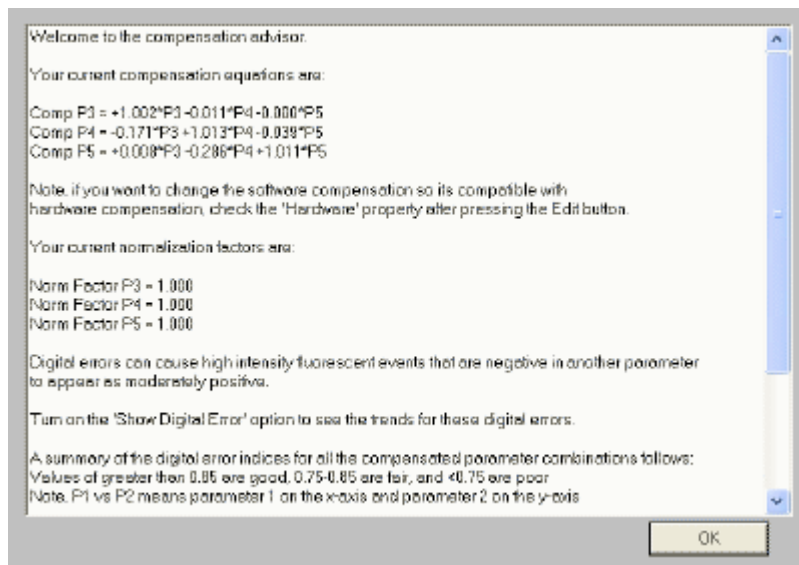 Welcome to the compensation advisor.
Your current compensation equations are:
Comp P3 = +1.002*P3 -0.011*P4 -0.000*P5
Comp P4 = -0.171*P3 +1.013*P4 -0.039*P5
Comp P5 = +0.008*P3 -0.286*P4 +1.011*P5
Note, if you want to change the software compensation so its compatible with
hardware compensation, check the 'Hardware' property after pressing the Edit button.
Your current normalization factors are:
Norm Factor P3 = 1.000
Norm Factor P4 = 1.000
Norm Factor P5 = 1.000
Digital errors can cause high intensity fluorescent events that are negative in another parameter
to appear as moderately positive.
Turn on the 'Show Digital Error' option to see the trends for these digital errors.
A summary of the digital error indices for all the compensated parameter combinations follows:
Values of greater than 0.85 are good, 0.75-0.85 are fair, and <0.75 are poor
Note, P1 vs P2 means parameter 1 on the x-axis and parameter 2 on the y-axis
OK